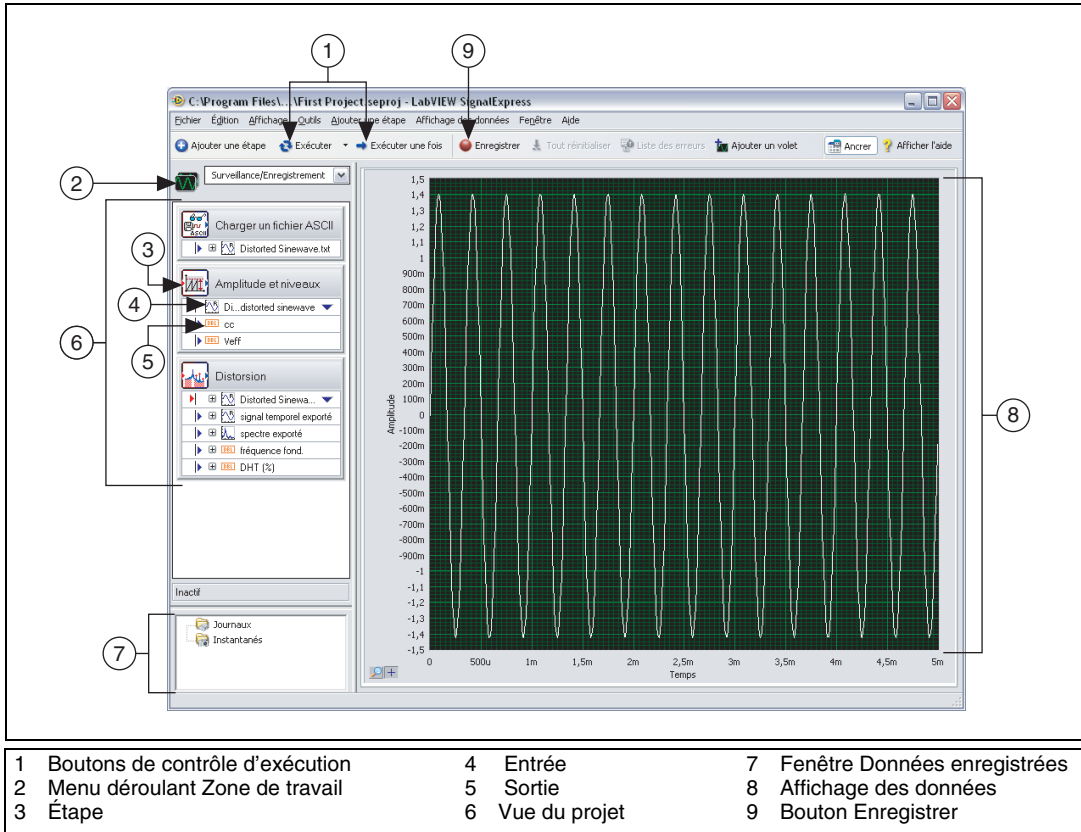 1
9
C:\Program Files\...\First Project.seproj - LabVIEW SignalExpress
Fichier Édition Affichage Outils Ajouter une étape Affichage des données Fenêtre Aide
Ajouter une étape Exécuter Exécuter une fois Enregistrer Tout réinitialiser Liste des erreurs Ajouter un volet Ancrer Afficher l'aide
2
Surveillance/Enregistrement
6
Charger un fichier ASCII
ASCII
Distorted Sinewave.txt
3
Amplitude et niveaux
4
Di...distorted sinewave
5
DBL cc
DBL Veff
Distorsion
Distorted Sinewa...
signal temporel exporté
spectre exporté
DBL fréquence fond.
DBL DHT (%)
Inactif
7
Journaux
Instantanés
8
Amplitude
1,5
1,4
1,3
1,2
1,1
1
900m
800m
700m
600m
500m
400m
300m
200m
100m
0
-100m
-200m
-300m
-400m
-500m
-600m
-700m
-800m
-900m
-1
-1,1
-1,2
-1,3
-1,4
-1,5
0 500u 1m 1,5m 2m 2,5m 3m 3,5m 4m 4,5m 5m
Temps
1 Boutons de contrôle d'exécution
2 Menu déroulant Zone de travail
3 Étape
4 Entrée
5 Sortie
6 Vue du projet
7 Fenêtre Données enregistrées
8 Affichage des données
9 Bouton Enregistrer